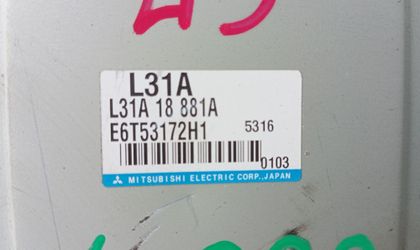 L31A
L31A 18 881A
E6T53172H1 5316
0103
MITSUBISHI ELECTRIC CORP.,JAPAN